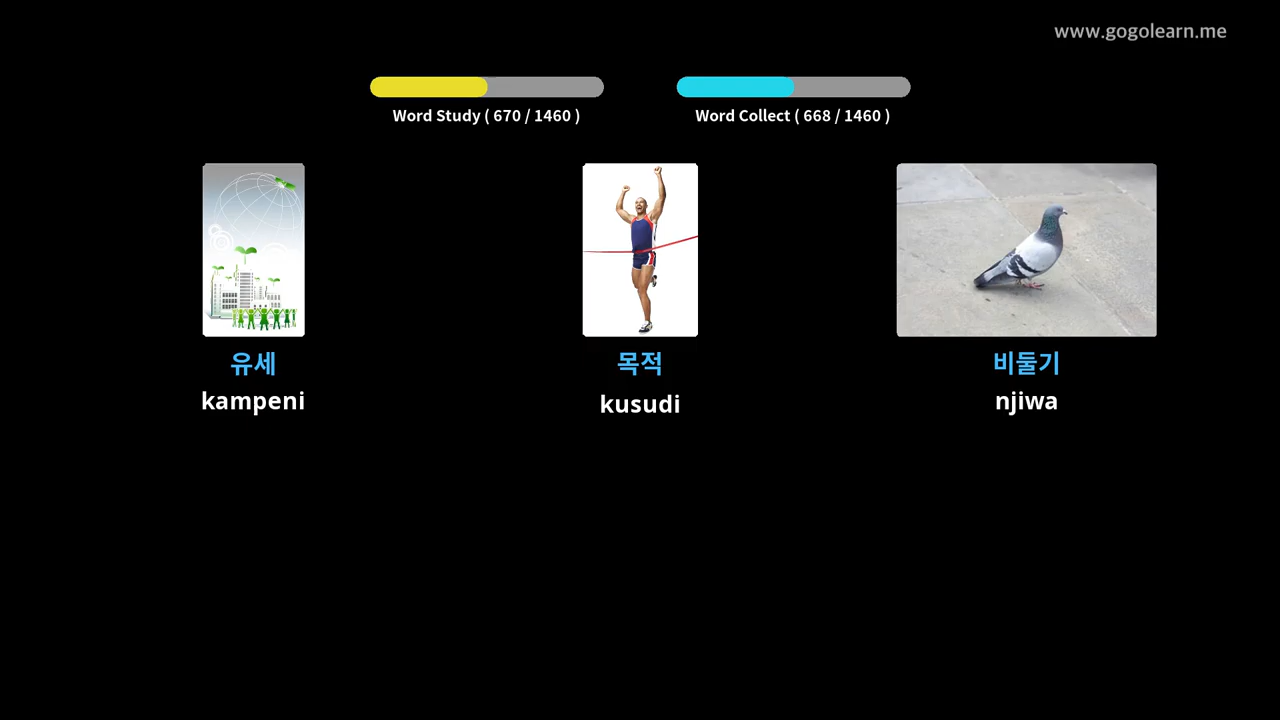 www.gogolearn.me
Word Study ( 670 / 1460 )
Word Collect ( 668 / 1460 )
유세
kampeni
목적
kusudi
비둘기
njiwa